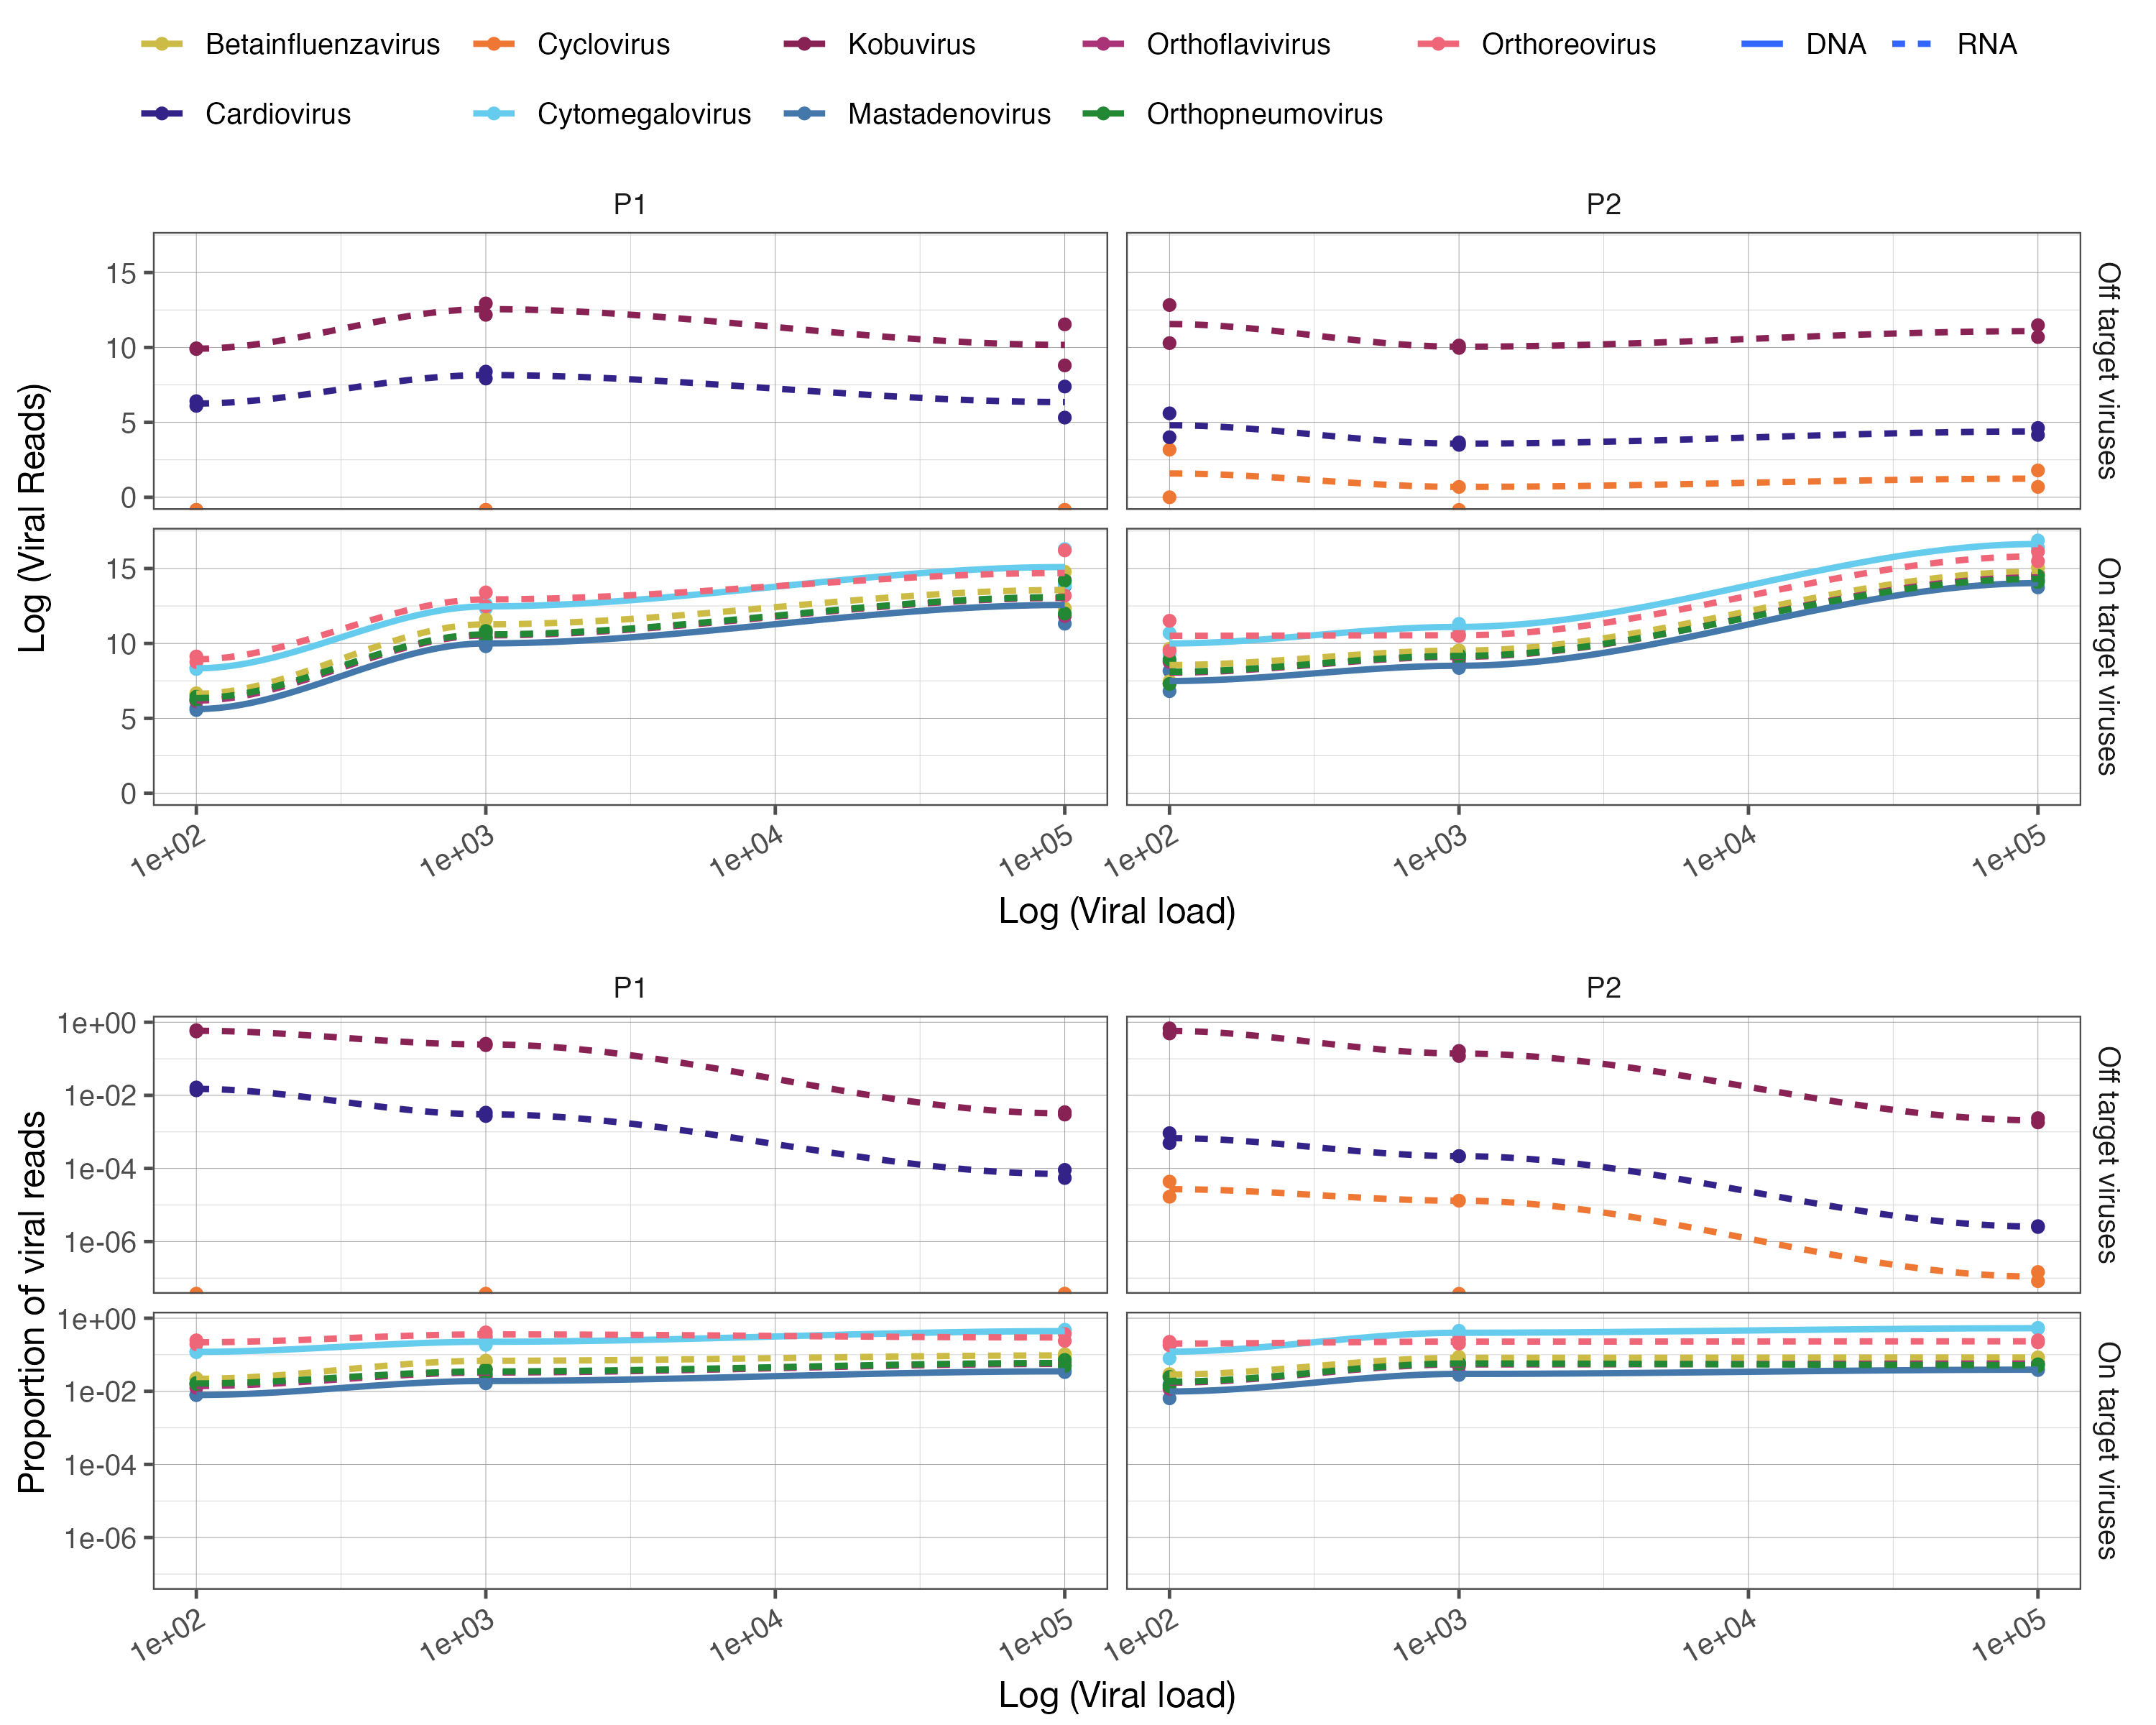 Betainfluenzavirus Cyclovirus Kobuvirus Orthoflavivirus Orthoreovirus DNA RNA
Cardiovirus Cytomegalovirus Mastadenovirus Orthopneumovirus
P1 P2
Log (Viral Reads)
15
10
5
0
Off target viruses
15
10
5
0
On target viruses
1e+02 1e+03 1e+04 1e+05 1e+02 1e+03 1e+04 1e+05
Log (Viral load)
P1 P2
Proportion of viral reads
1e+00
1e-02
1e-04
1e-06
Off target viruses
1e+00
1e-02
1e-04
1e-06
On target viruses
1e+02 1e+03 1e+04 1e+05 1e+02 1e+03 1e+04 1e+05
Log (Viral load)